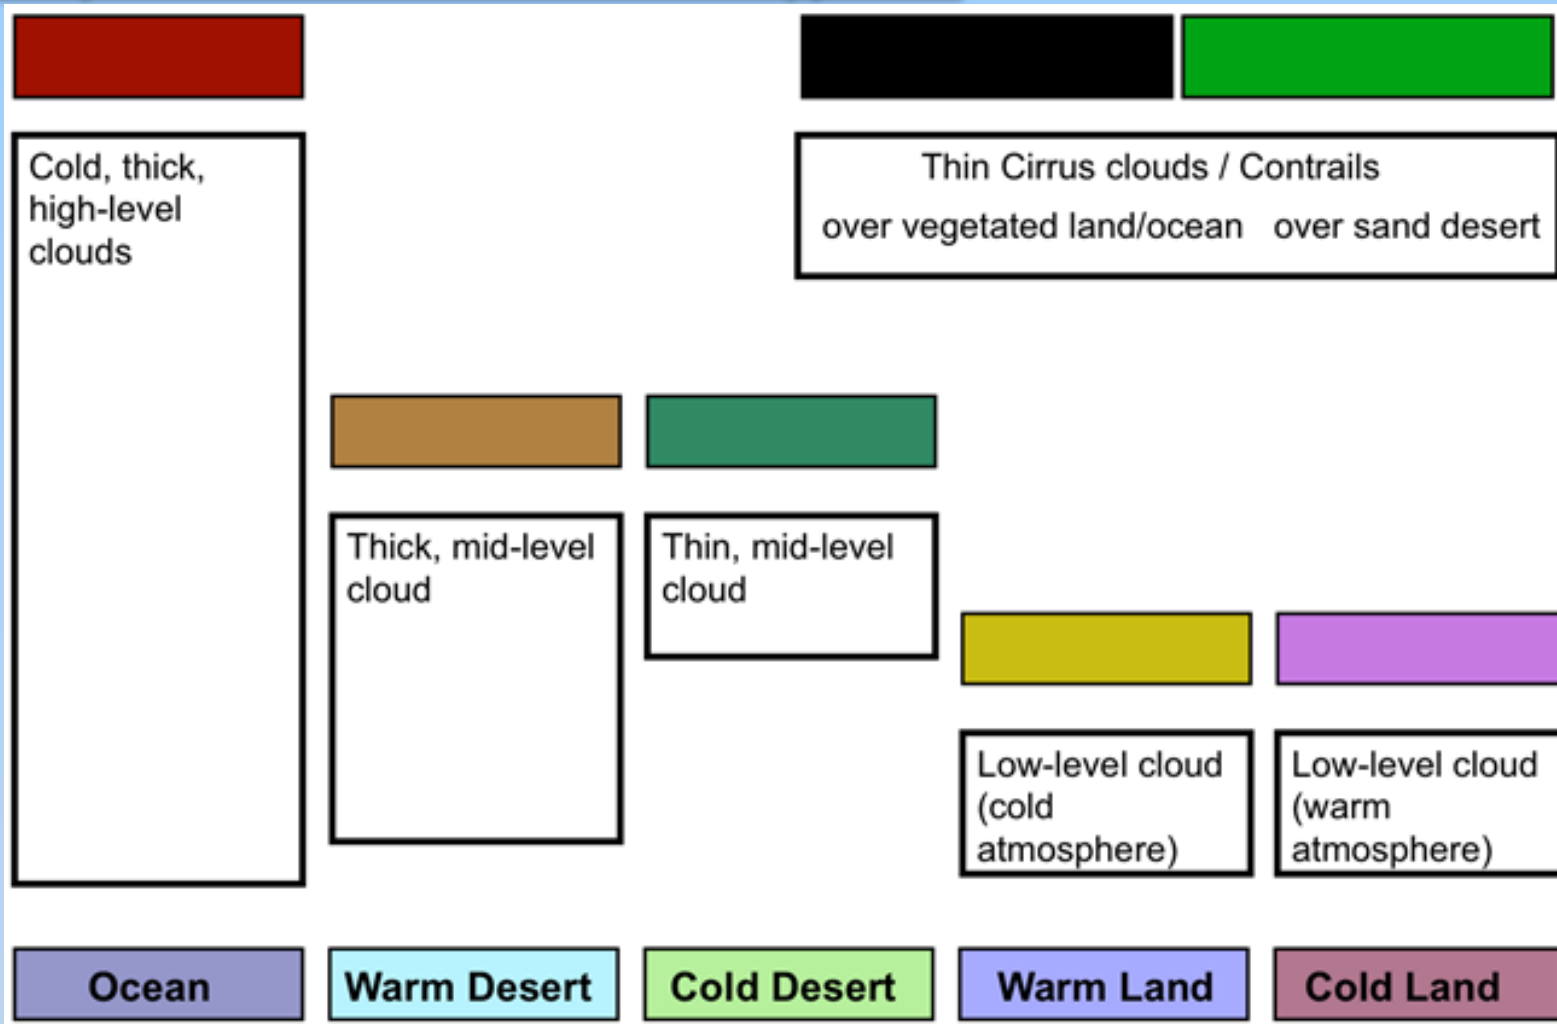 Cold, thick,
high-level
clouds
Thin Cirrus clouds / Contrails
over vegetated land/ocean over sand desert
Thick, mid-level
cloud
Thin, mid-level
cloud
Low-level cloud
(cold
atmosphere)
Low-level cloud
(warm
atmosphere)
Ocean
Warm Desert
Cold Desert
Warm Land
Cold Land